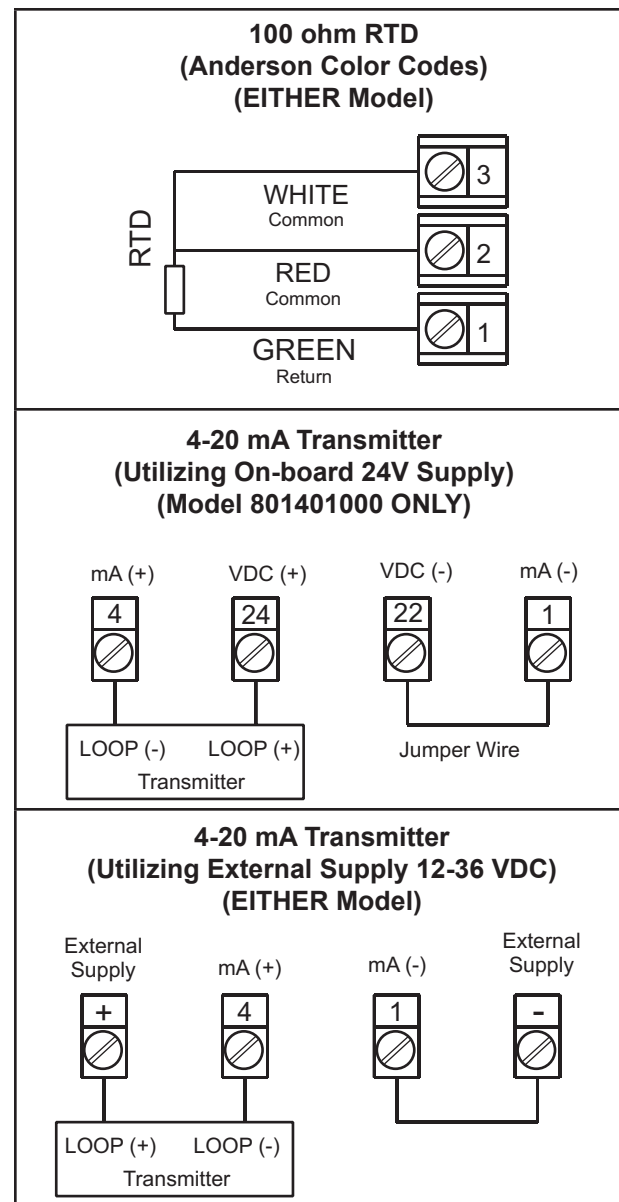 100 ohm RTD
(Anderson Color Codes)
(EITHER Model)
3
WHITE
Common
RTD
2
RED
Common
1
GREEN
Return
4-20 mA Transmitter
(Utilizing On-board 24V Supply)
(Model 801401000 ONLY)
mA (+) VDC (+) VDC (-) mA (-)
4 24 22 1
LOOP (-) LOOP (+) Jumper Wire
Transmitter
4-20 mA Transmitter
(Utilizing External Supply 12-36 VDC)
(EITHER Model)
External
Supply
mA (+)
mA (-)
External
Supply
+ 4 1 -
LOOP (+) LOOP (-)
Transmitter